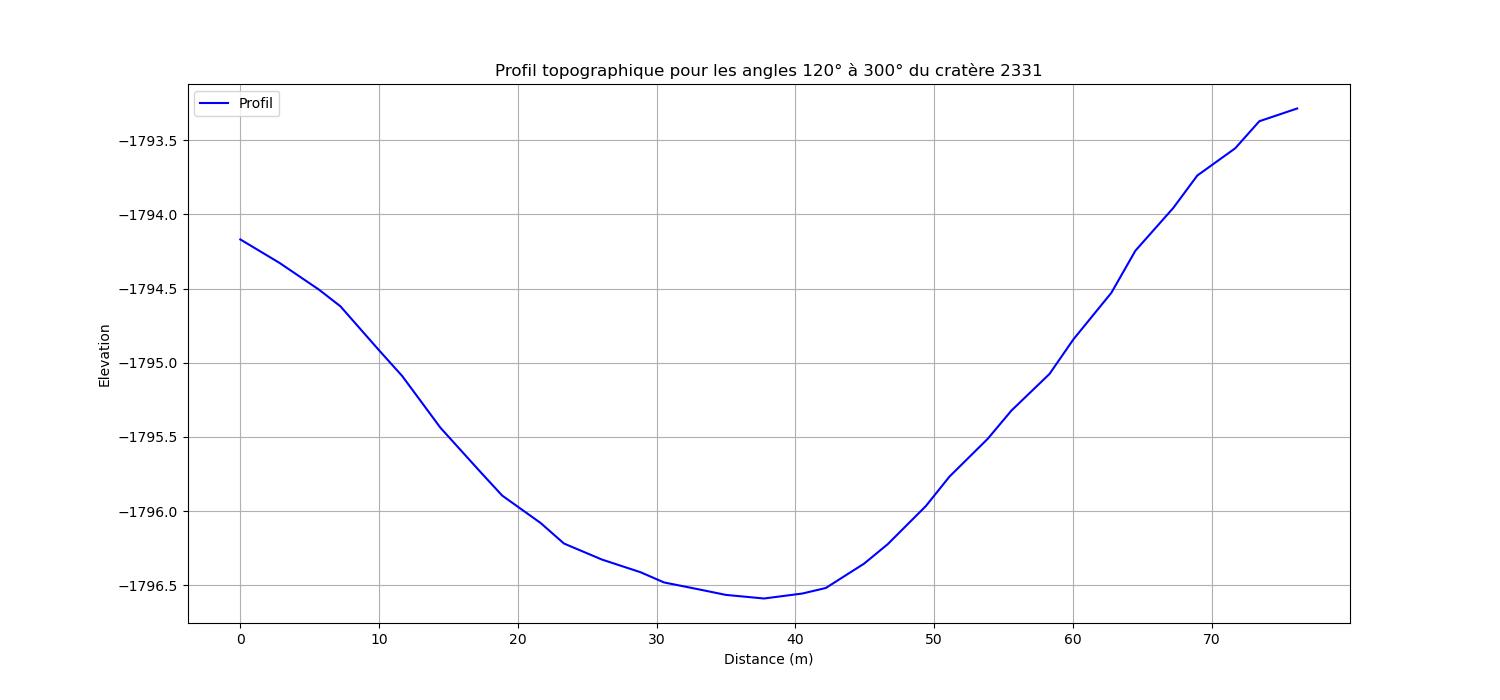 Profil topographique pour les angles 120° à 300° du cratère 2331
Profil
−1793.5
−1794.0
−1794.5
−1795.0
−1795.5
−1796.0
−1796.5
Elevation
0 10 20 30 40 50 60 70
Distance (m)